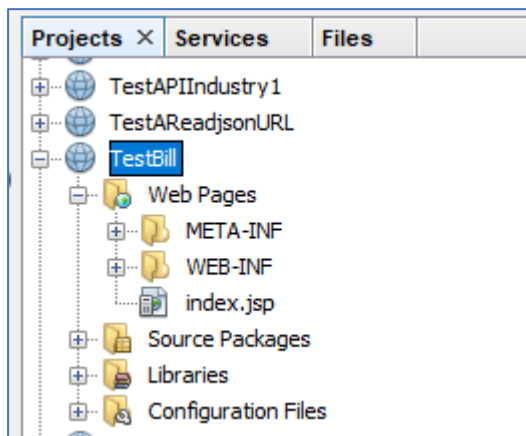 Projects × Services Files
TestAPIIndustry1
TestAReadjsonURL
TestBill
Web Pages
META-INF
WEB-INF
index.jsp
Source Packages
Libraries
Configuration Files